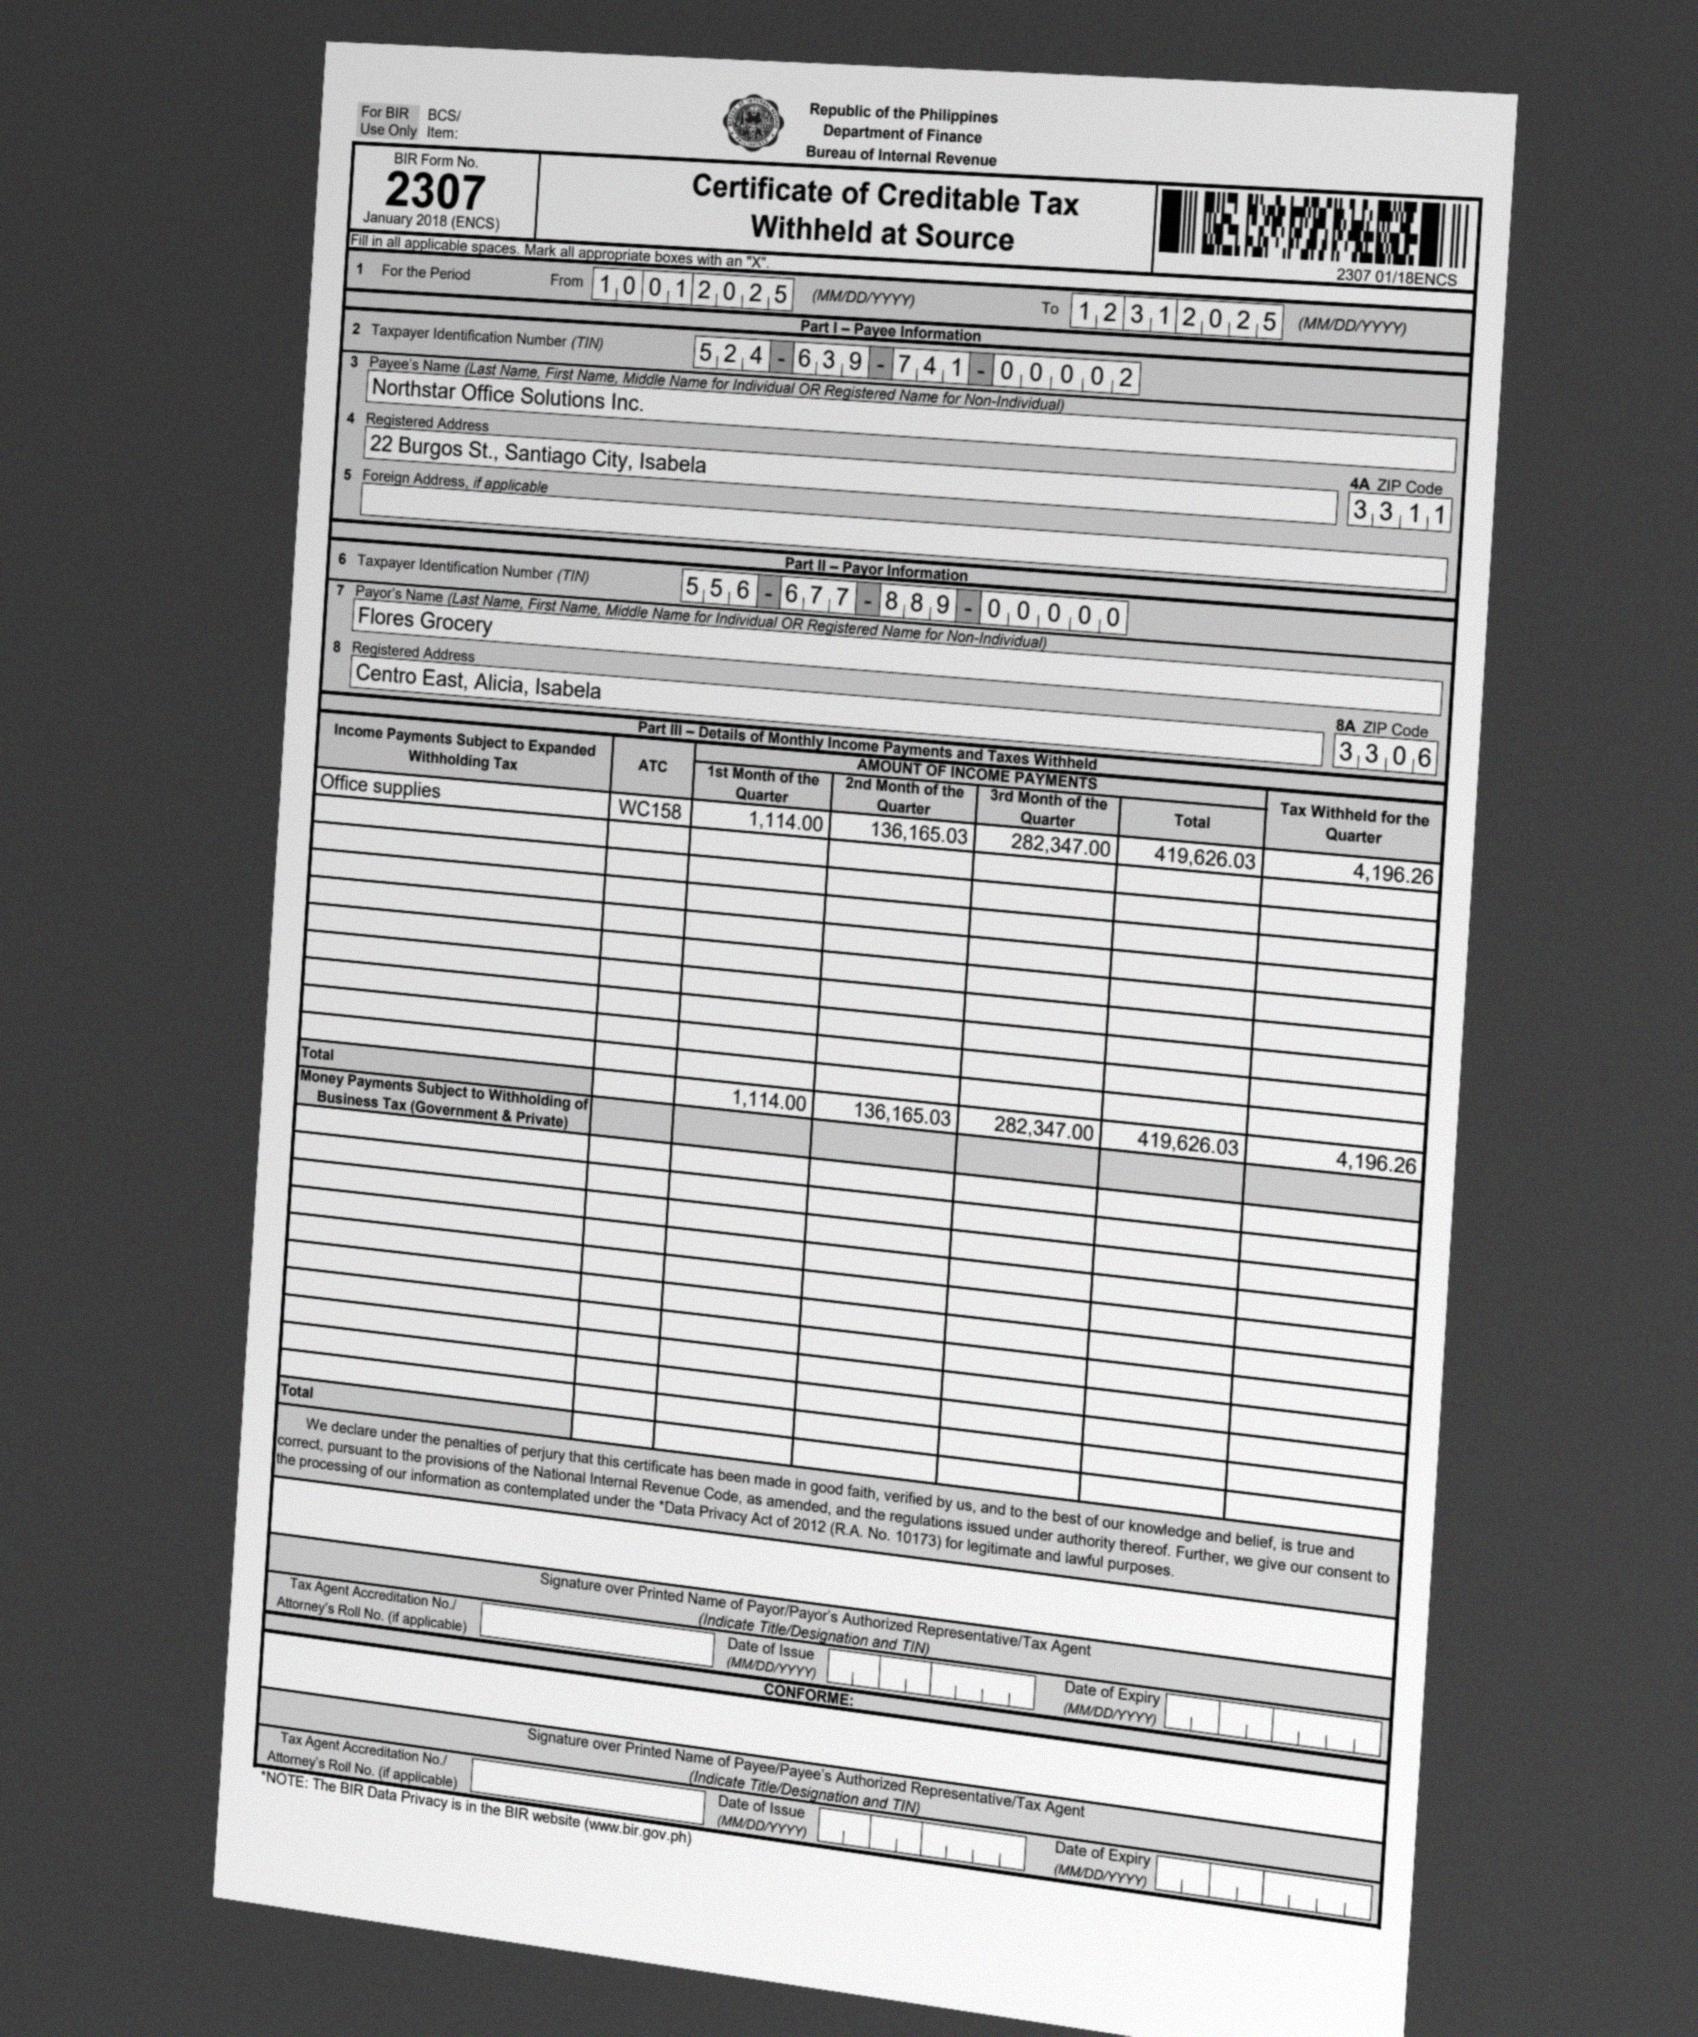 For BIR BCS/
Use Only Item:
Republic of the Philippines
Department of Finance
Bureau of Internal Revenue
BIR Form No.
2307
January 2018 (ENCS)
Certificate of Creditable Tax
Withheld at Source
2307 01/18ENCS
Fill in all applicable spaces. Mark all appropriate boxes with an "X".
1 For the Period From 10012025 (MM/DD/YYYY) To 12312025 (MM/DD/YYYY)
Part I – Payee Information
2 Taxpayer Identification Number (TIN) 524-639-741-00002
3 Payee's Name (Last Name, First Name, Middle Name for Individual OR Registered Name for Non-Individual)
Northstar Office Solutions Inc.
4 Registered Address 4A ZIP Code
22 Burgos St., Santiago City, Isabela 3311
5 Foreign Address, if applicable
Part II – Payor Information
6 Taxpayer Identification Number (TIN) 556-677-889-00000
7 Payor's Name (Last Name, First Name, Middle Name for Individual OR Registered Name for Non-Individual)
Flores Grocery
8 Registered Address 8A ZIP Code
Centro East, Alicia, Isabela 3306
Part III – Details of Monthly Income Payments and Taxes Withheld
Income Payments Subject to Expanded
Withholding Tax
ATC
AMOUNT OF INCOME PAYMENTS
1st Month of the
Quarter
2nd Month of the
Quarter
3rd Month of the
Quarter
Total
Tax Withheld for the
Quarter
Office supplies WC158 1,114.00 136,165.03 282,347.00 419,626.03 4,196.26
Total 1,114.00 136,165.03 282,347.00 419,626.03 4,196.26
Money Payments Subject to Withholding of
Business Tax (Government & Private)
Total
We declare under the penalties of perjury that this certificate has been made in good faith, verified by us, and to the best of our knowledge and belief, is true and
correct, pursuant to the provisions of the National Internal Revenue Code, as amended, and the regulations issued under authority thereof. Further, we give our consent to
the processing of our information as contemplated under the *Data Privacy Act of 2012 (R.A. No. 10173) for legitimate and lawful purposes.
Signature over Printed Name of Payor/Payor's Authorized Representative/Tax Agent
(Indicate Title/Designation and TIN)
Tax Agent Accreditation No./
Attorney's Roll No. (if applicable)
Date of Issue
(MM/DD/YYYY)
Date of Expiry
(MM/DD/YYYY)
CONFORME:
Signature over Printed Name of Payee/Payee's Authorized Representative/Tax Agent
(Indicate Title/Designation and TIN)
Tax Agent Accreditation No./
Attorney's Roll No. (if applicable)
Date of Issue
(MM/DD/YYYY)
Date of Expiry
(MM/DD/YYYY)
*NOTE: The BIR Data Privacy is in the BIR website (www.bir.gov.ph)